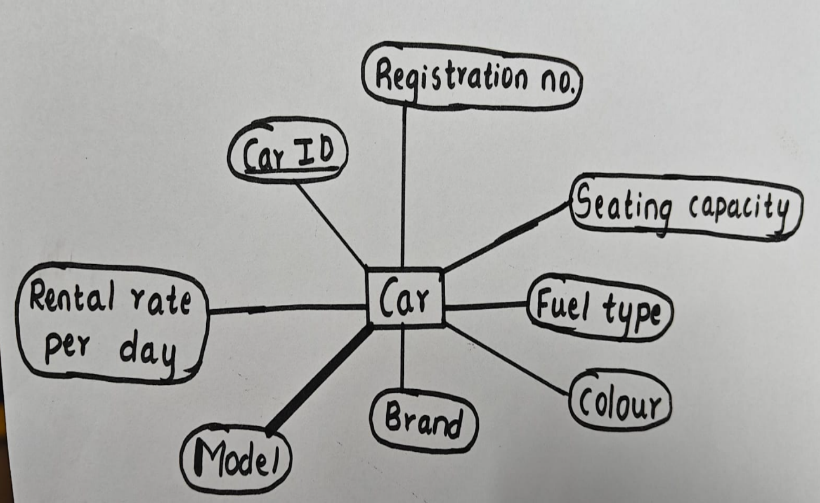 Registration no.
Car ID
Seating capacity
Rental rate
per day
Car
Fuel type
Colour
Brand
Model